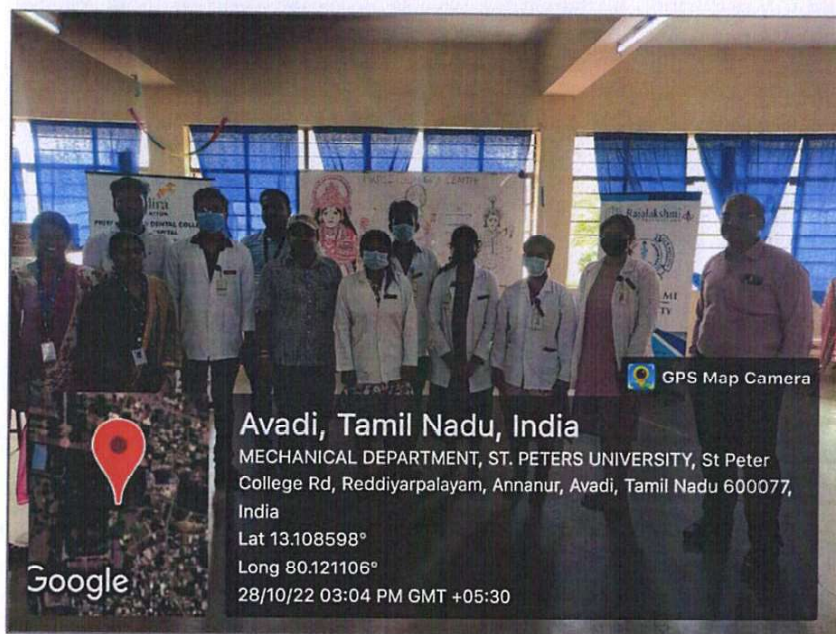 DENTAL COLLE
Rajalakshmi
GPS Map Camera
Avadi, Tamil Nadu, India
MECHANICAL DEPARTMENT, ST. PETERS UNIVERSITY, St Peter
College Rd, Reddiyarpalayam, Annanur, Avadi, Tamil Nadu 600077,
India
Lat 13.108598°
Long 80.121106°
28/10/22 03:04 PM GMT +05:30
Google